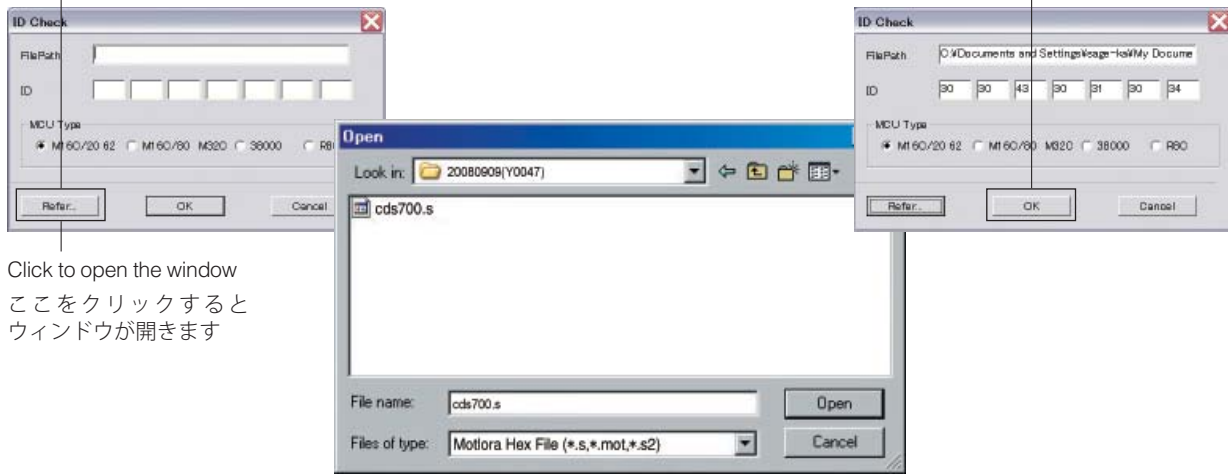 ID Check
FilePath
ID
MCU Type
M16C/20 62 M16C/80 M32C 38000
Refer... OK Cancel
Click to open the window
ここをクリックすると
ウィンドウが開きます
Open
Look in: 20080909(Y0047)
cds700.s
File name: cds700.s Open
Files of type: Motlora Hex File (*.s,*.mot,*.s2) Cancel
ID Check
FilePath C:¥Documents and Settings¥sage-ka¥My Docume
ID 30 30 43 30 31 30 34
MCU Type
M16C/20 62 M16C/80 M32C 38000 R8C
Refer... OK Cancel